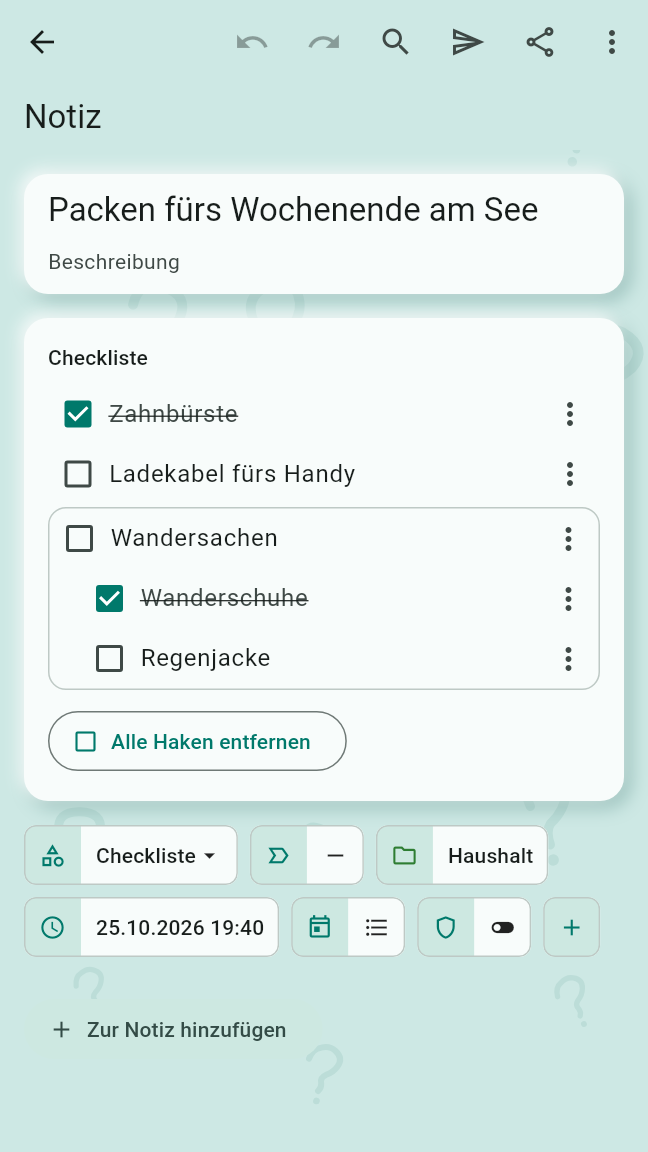 Notiz
Packen fürs Wochenende am See
Beschreibung
Checkliste
Zahnbürste
Ladekabel fürs Handy
Wandersachen
Wanderschuhe
Regenjacke
Alle Haken entfernen
Checkliste
Haushalt
25.10.2026 19:40
Zur Notiz hinzufügen